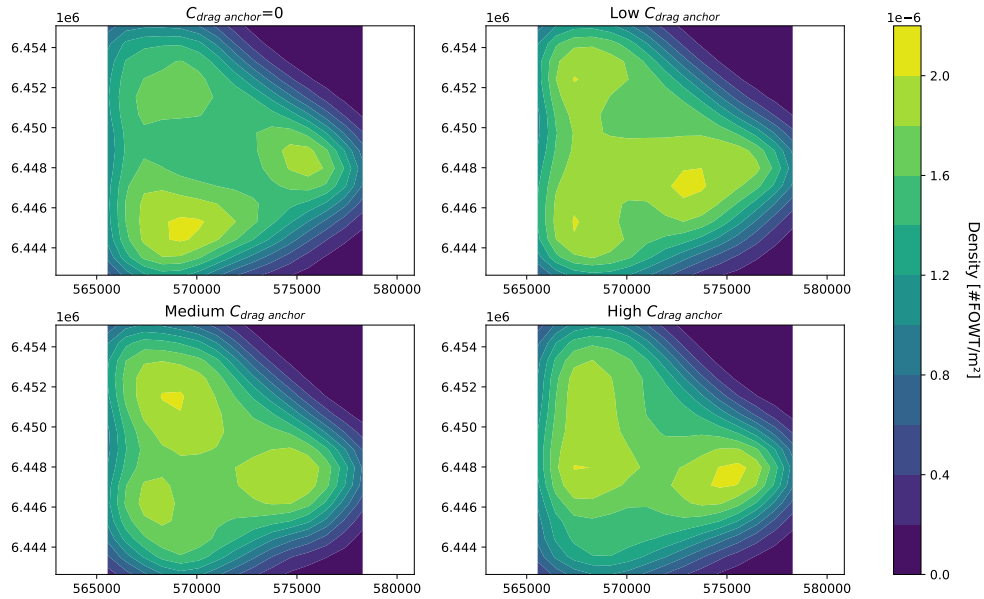 C_drag anchor=0
Low C_drag anchor
1e6
6.454
6.452
6.450
6.448
6.446
6.444
565000 570000 575000 580000
1e6
6.454
6.452
6.450
6.448
6.446
6.444
565000 570000 575000 580000
Medium C_drag anchor
High C_drag anchor
1e6
6.454
6.452
6.450
6.448
6.446
6.444
565000 570000 575000 580000
1e6
6.454
6.452
6.450
6.448
6.446
6.444
565000 570000 575000 580000
1e−6
2.0
1.6
1.2
0.8
0.4
0.0
Density [#FOWT/m²]